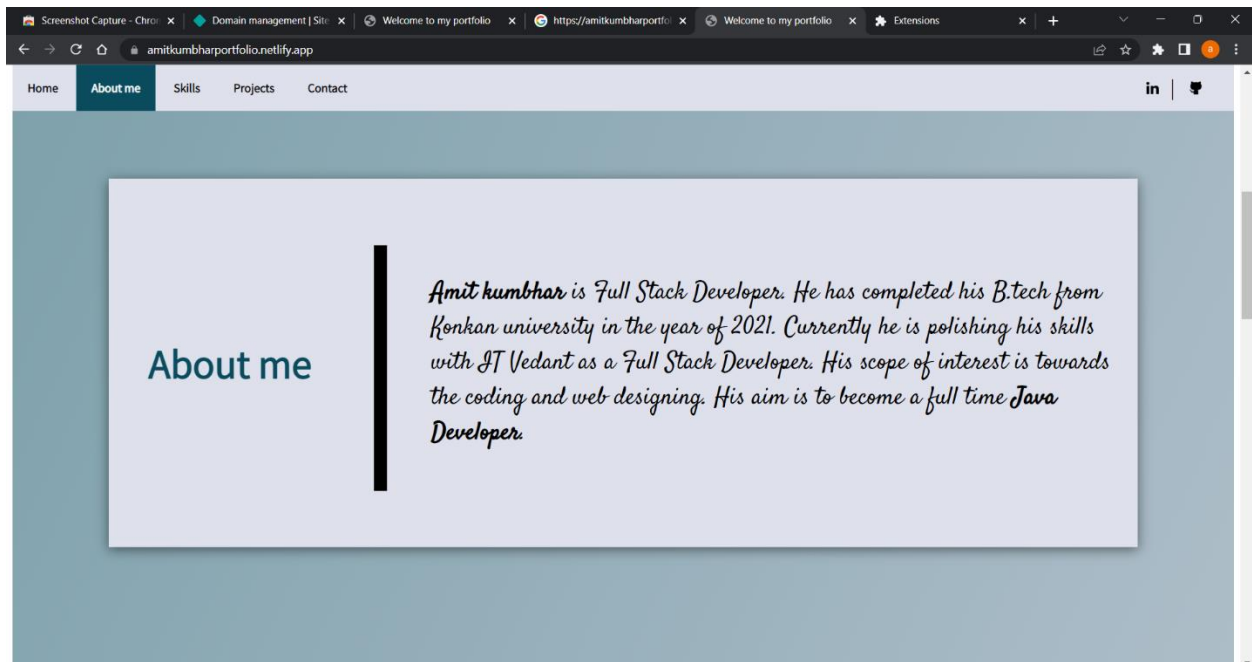 Screenshot Capture - Chron
Domain management | Site
Welcome to my portfolio
https://amitkumbharportfol
Welcome to my portfolio
Extensions
amitkumbharportfolio.netlify.app
a
Home
About me
Skills
Projects
Contact
in
About me
Amit kumbhar is Full Stack Developer. He has completed his B.tech from
Konkan university in the year of 2021. Currently he is polishing his skills
with IT Vedant as a Full Stack Developer. His scope of interest is towards
the coding and web designing. His aim is to become a full time Java
Developer.